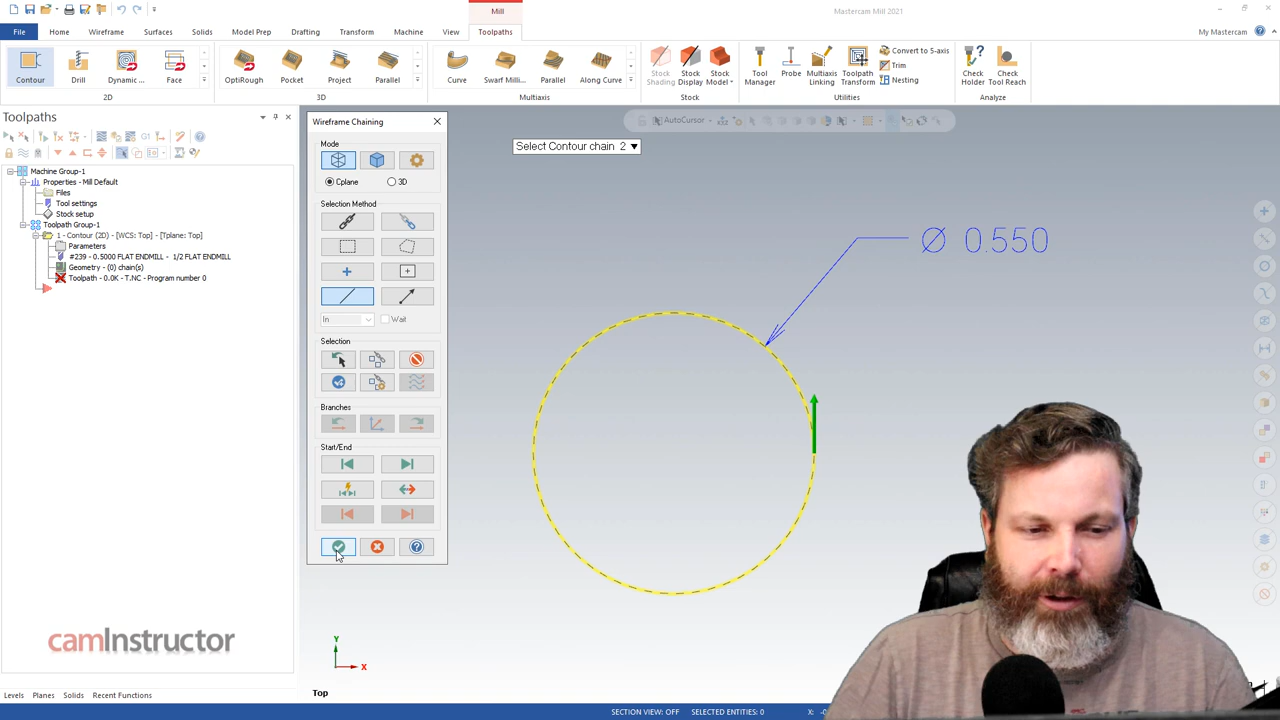 Mill
Mastercam Mill 2021
File
Home
Wireframe
Surfaces
Solids
Model Prep
Drafting
Transform
Machine
View
Toolpaths
My Mastercam
Contour
Drill
Dynamic ...
Face
OptiRough
Pocket
Project
Parallel
Curve
Swarf Milli...
Parallel
Along Curve
Stock Shading
Stock Display
Stock Model
Tool Manager
Probe
Multiaxis Linking
Toolpath Transform
Convert to 5-axis
Trim
Nesting
Check Holder
Check Tool Reach
2D
3D
Multiaxis
Stock
Utilities
Analyze
Toolpaths
G1
Machine Group-1
Properties - Mill Default
Files
Tool settings
Stock setup
Toolpath Group-1
1 - Contour (2D) - [WCS: Top] - [Tplane: Top]
Parameters
#239 - 0.5000 FLAT ENDMILL - 1/2 FLAT ENDMILL
Geometry - (0) chain(s)
Toolpath - 0.0K - T.NC - Program number 0
Wireframe Chaining
Mode
Cplane
3D
Selection Method
In
Wait
Selection
Branches
Start/End
AutoCursor
Select Contour chain 2
Ø 0.550
camInstructor
Y
X
Top
Levels
Planes
Solids
Recent Functions
SECTION VIEW: OFF
SELECTED ENTITIES: 0
X: